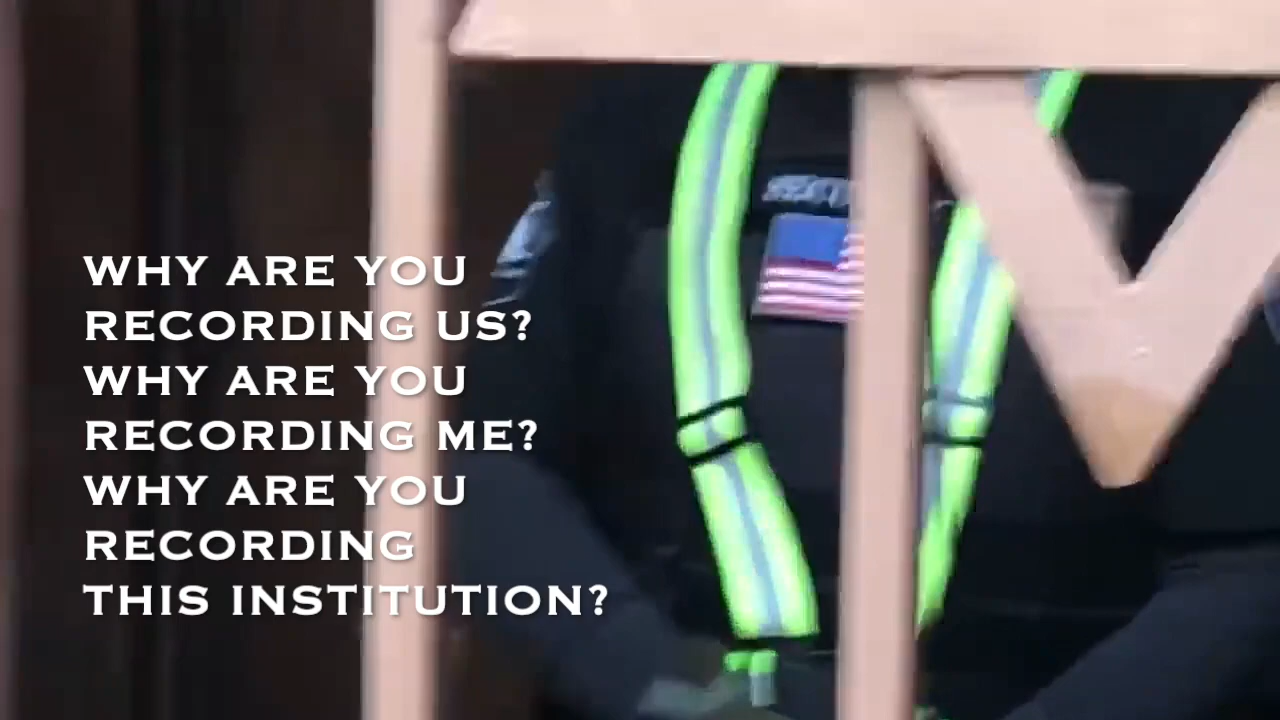 WHY ARE YOU
RECORDING US?
WHY ARE YOU
RECORDING ME?
WHY ARE YOU
RECORDING
THIS INSTITUTION?